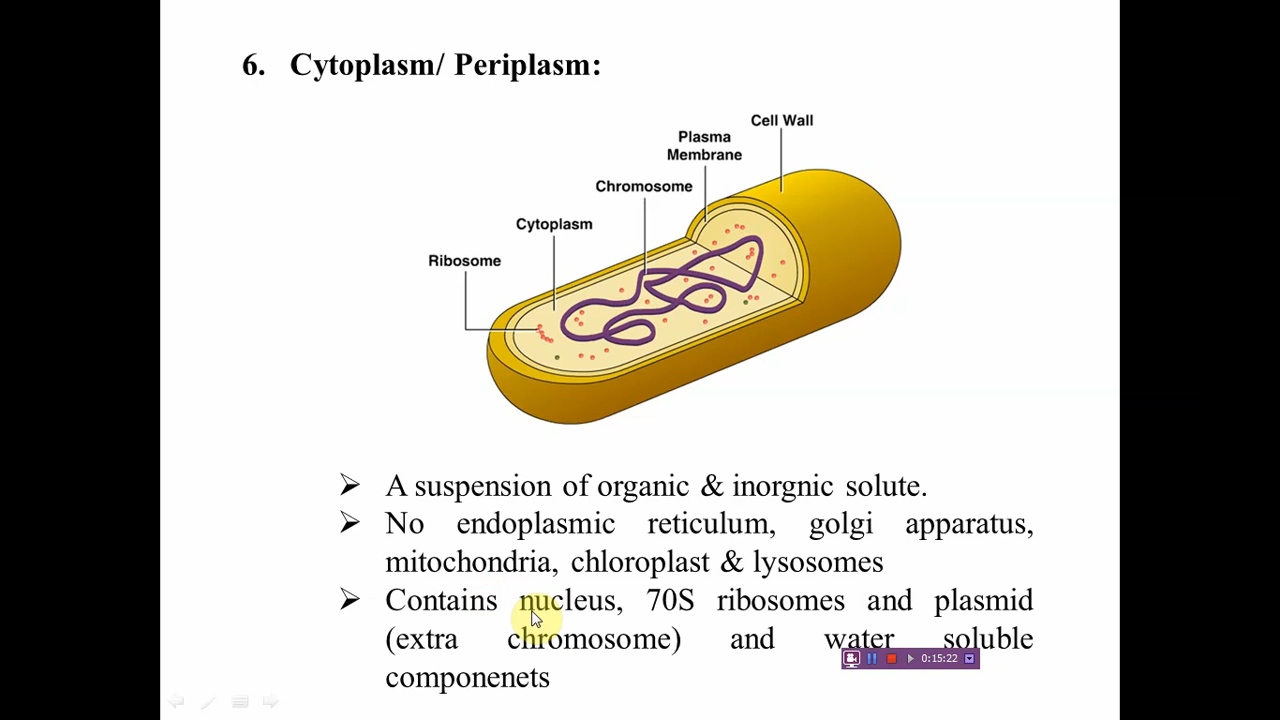 6. Cytoplasm/ Periplasm:
Cell Wall
Plasma
Membrane
Chromosome
Cytoplasm
Ribosome
A suspension of organic & inorgnic solute.
No endoplasmic reticulum, golgi apparatus,
mitochondria, chloroplast & lysosomes
Contains nucleus, 70S ribosomes and plasmid
(extra chromosome) and water soluble
componenets
0:15:22